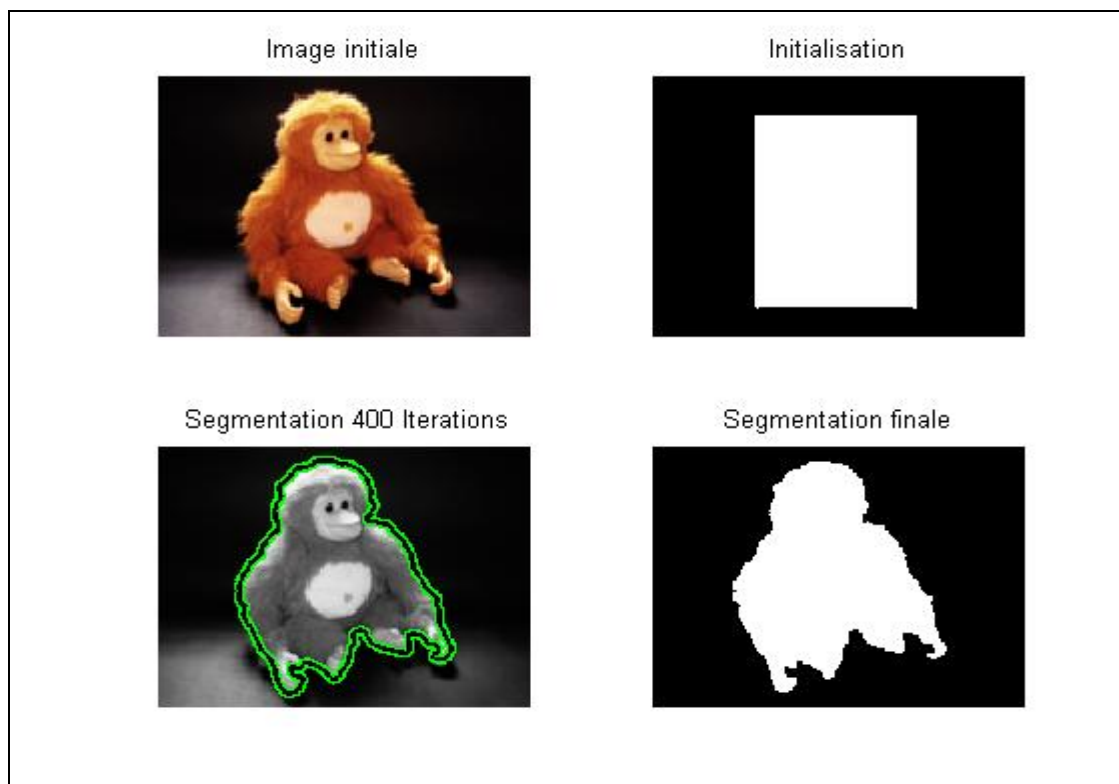 Image initiale
Initialisation
Segmentation 400 Iterations
Segmentation finale